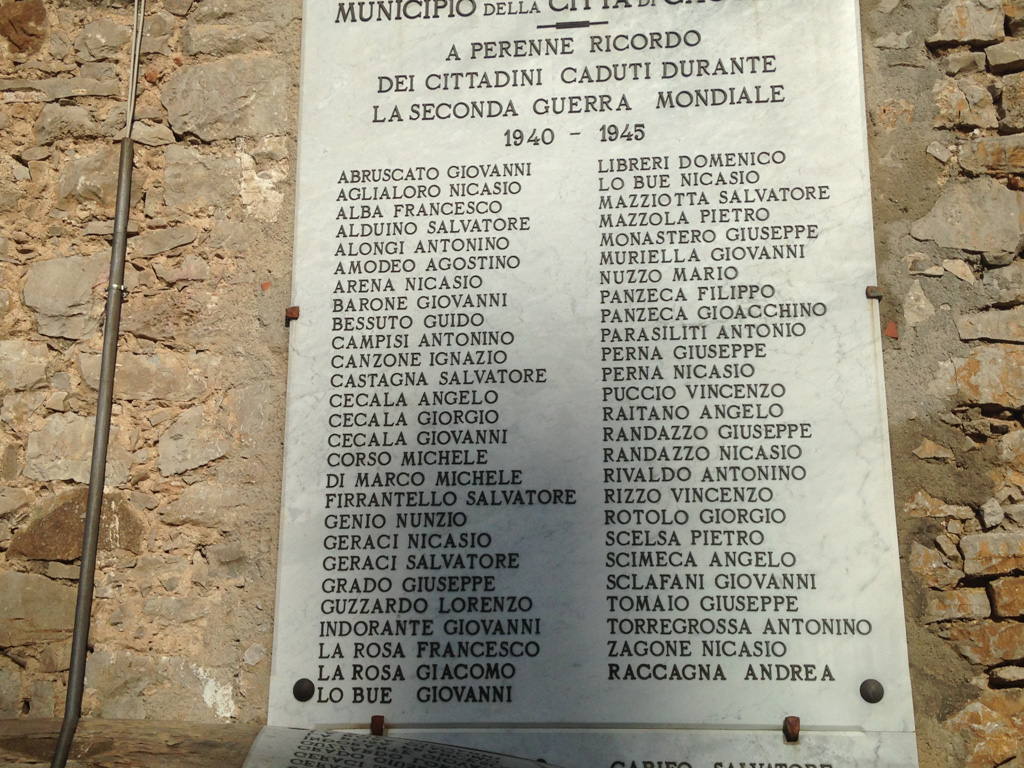 MUNICIPIO DELLA CITTÀ DI
A PERENNE RICORDO
DEI CITTADINI CADUTI DURANTE
LA SECONDA GUERRA MONDIALE
1940 - 1945
ABRUSCATO GIOVANNI
AGLIALORO NICASIO
ALBA FRANCESCO
ALDUINO SALVATORE
ALONGI ANTONINO
AMODEO AGOSTINO
ARENA NICASIO
BARONE GIOVANNI
BESSUTO GUIDO
CAMPISI ANTONINO
CANZONE IGNAZIO
CASTAGNA SALVATORE
CECALA ANGELO
CECALA GIORGIO
CECALA GIOVANNI
CORSO MICHELE
DI MARCO MICHELE
FIRRANTELLO SALVATORE
GENIO NUNZIO
GERACI NICASIO
GERACI SALVATORE
GRADO GIUSEPPE
GUZZARDO LORENZO
INDORANTE GIOVANNI
LA ROSA FRANCESCO
LA ROSA GIACOMO
LO BUE GIOVANNI
LIBRERI DOMENICO
LO BUE NICASIO
MAZZIOTTA SALVATORE
MAZZOLA PIETRO
MONASTERO GIUSEPPE
MURIELLA GIOVANNI
NUZZO MARIO
PANZECA FILIPPO
PANZECA GIOACCHINO
PARASILITI ANTONIO
PERNA GIUSEPPE
PERNA NICASIO
PUCCIO VINCENZO
RAITANO ANGELO
RANDAZZO GIUSEPPE
RANDAZZO NICASIO
RIVALDO ANTONINO
RIZZO VINCENZO
ROTOLO GIORGIO
SCELSA PIETRO
SCIMECA ANGELO
SCLAFANI GIOVANNI
TOMAIO GIUSEPPE
TORREGROSSA ANTONINO
ZAGONE NICASIO
RACCAGNA ANDREA
SALVATORE